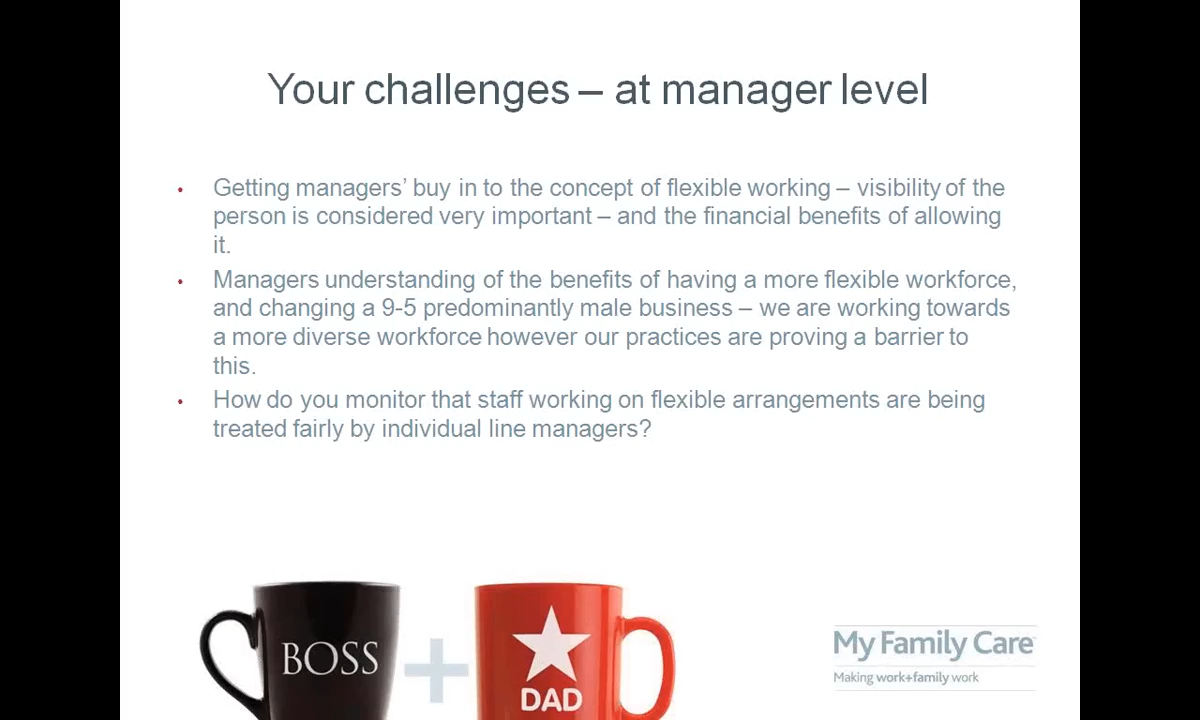 Your challenges – at manager level
• Getting managers’ buy in to the concept of flexible working – visibility of the
person is considered very important – and the financial benefits of allowing
it.
• Managers understanding of the benefits of having a more flexible workforce,
and changing a 9-5 predominantly male business – we are working towards
a more diverse workforce however our practices are proving a barrier to
this.
• How do you monitor that staff working on flexible arrangements are being
treated fairly by individual line managers?
BOSS
+
DAD
My Family Care
Making work+family work